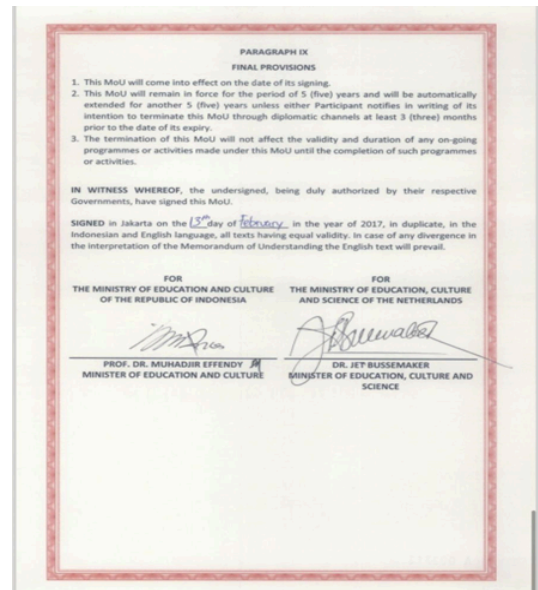 PARAGRAPH IX
FINAL PROVISIONS
1. This MoU will come into effect on the date of its signing.
2. This MoU will remain in force for the period of 5 (five) years and will be automatically
extended for another 5 (five) years unless either Participant notifies in writing of its
intention to terminate this MoU through diplomatic channels at least 3 (three) months
prior to the date of its expiry.
3. The termination of this MoU will not affect the validity and duration of any on-going
programmes or activities made under this MoU until the completion of such programmes
or activities.
IN WITNESS WHEREOF, the undersigned, being duly authorized by their respective
Governments, have signed this MoU.
SIGNED in Jakarta on the 13th day of February in the year of 2017, in duplicate, in the
Indonesian and English language, all texts having equal validity. In case of any divergence in
the interpretation of the Memorandum of Understanding the English text will prevail.
FOR
THE MINISTRY OF EDUCATION AND CULTURE
OF THE REPUBLIC OF INDONESIA
PROF. DR. MUHADJIR EFFENDY
MINISTER OF EDUCATION AND CULTURE
FOR
THE MINISTRY OF EDUCATION, CULTURE
AND SCIENCE OF THE NETHERLANDS
DR. JET BUSSEMAKER
MINISTER OF EDUCATION, CULTURE AND
SCIENCE